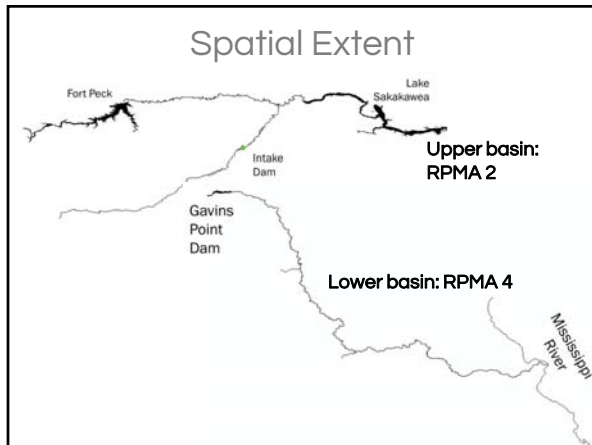 Spatial Extent
Fort Peck
Lake
Sakakawea
Intake
Dam
Upper basin:
RPMA 2
Gavins
Point
Dam
Lower basin: RPMA 4
Mississippi
River